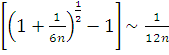 [(1 + 1/6n)^(1/2) − 1] ~ 1/12n